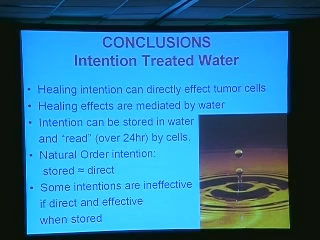 CONCLUSIONS
Intention Treated Water
• Healing intention can directly effect tumor cells
• Healing effects are mediated by water
• Intention can be stored in water
and "read" (over 24hr) by cells.
• Natural Order intention:
stored ≈ direct
• Some intentions are ineffective
if direct and effective
when stored